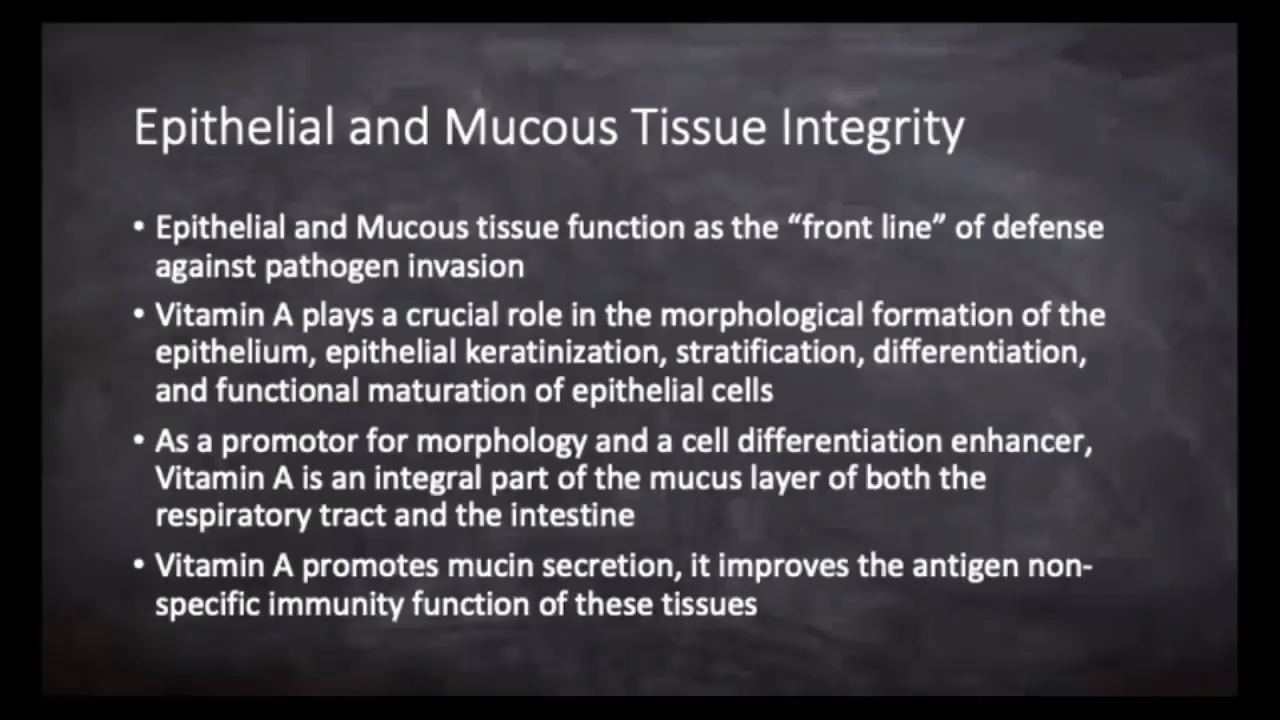 Epithelial and Mucous Tissue Integrity
• Epithelial and Mucous tissue function as the “front line” of defense
against pathogen invasion
• Vitamin A plays a crucial role in the morphological formation of the
epithelium, epithelial keratinization, stratification, differentiation,
and functional maturation of epithelial cells
• As a promotor for morphology and a cell differentiation enhancer,
Vitamin A is an integral part of the mucus layer of both the
respiratory tract and the intestine
• Vitamin A promotes mucin secretion, it improves the antigen non-
specific immunity function of these tissues